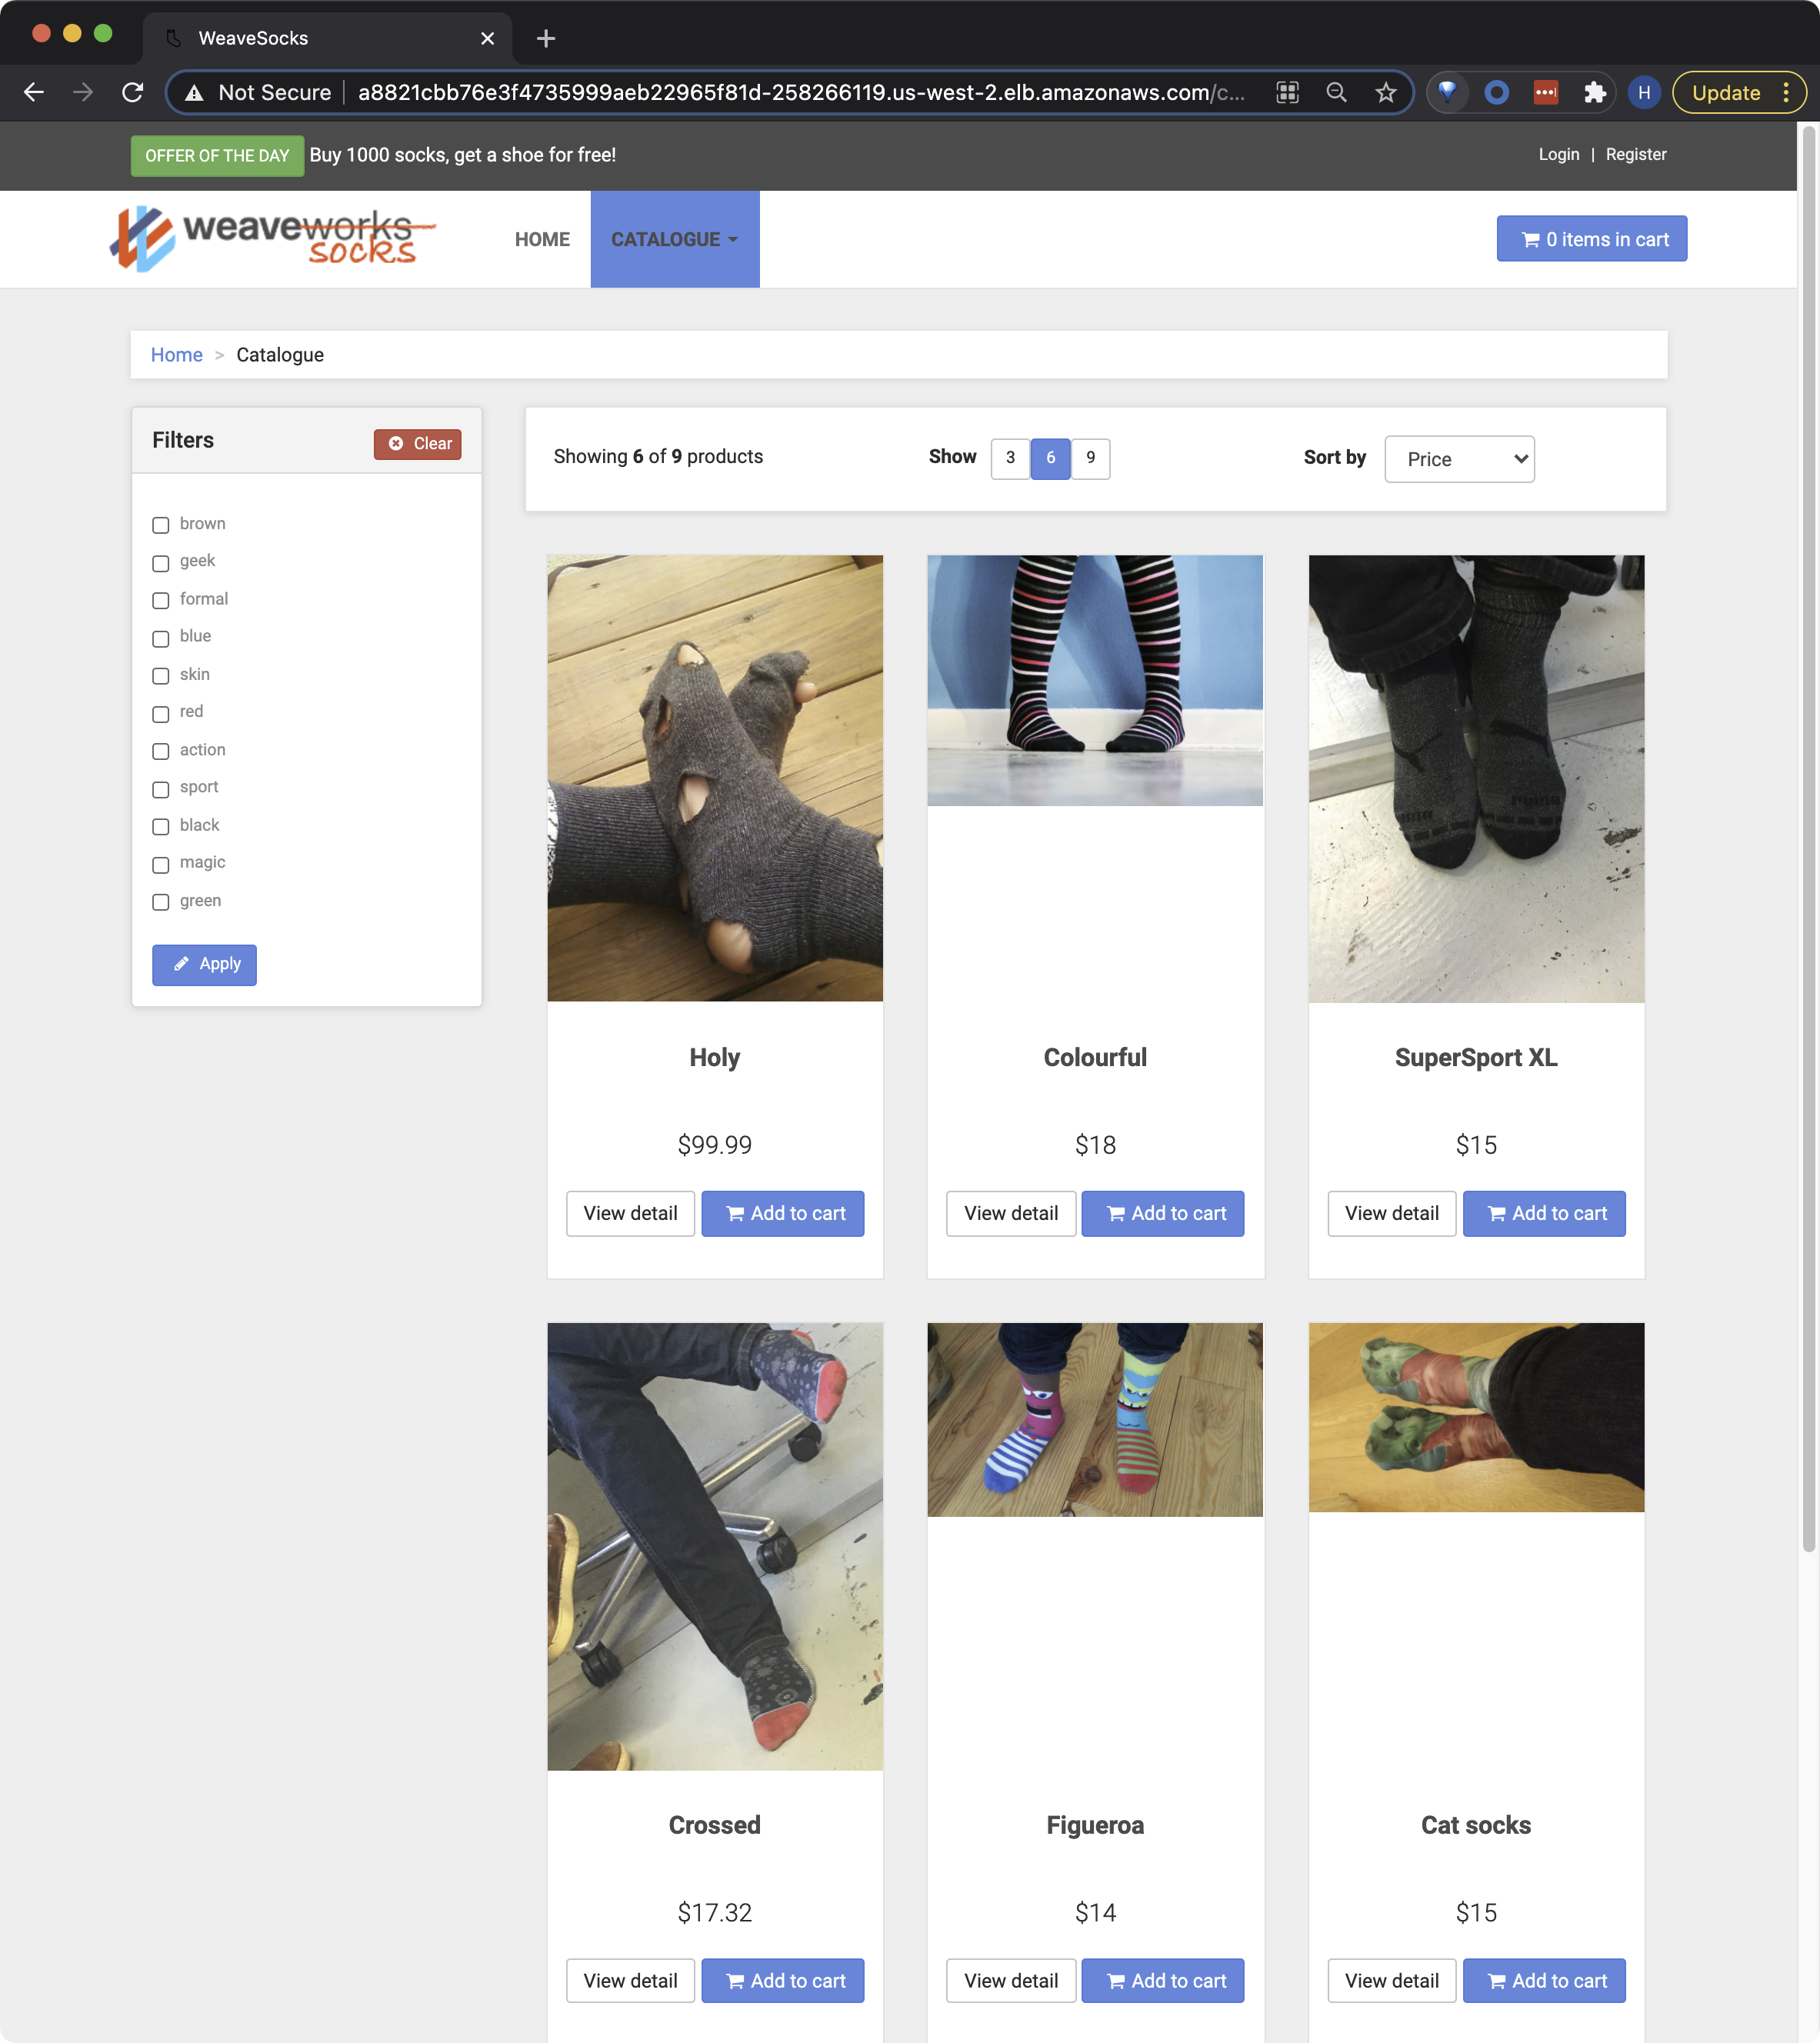 WeaveSocks
Not Secure
a8821cbb76e3f4735999aeb22965f81d-258266119.us-west-2.elb.amazonaws.com/c...
H
Update
OFFER OF THE DAY Buy 1000 socks, get a shoe for free!
Login | Register
weaveworks
socks
HOME
CATALOGUE
0 items in cart
Home > Catalogue
Filters
Clear
brown
geek
formal
blue
skin
red
action
sport
black
magic
green
Apply
Showing 6 of 9 products
Show 3 6 9
Sort by Price
Holy
$99.99
View detail
Add to cart
Colourful
$18
View detail
Add to cart
SuperSport XL
$15
View detail
Add to cart
Crossed
$17.32
View detail
Add to cart
Figueroa
$14
View detail
Add to cart
Cat socks
$15
View detail
Add to cart